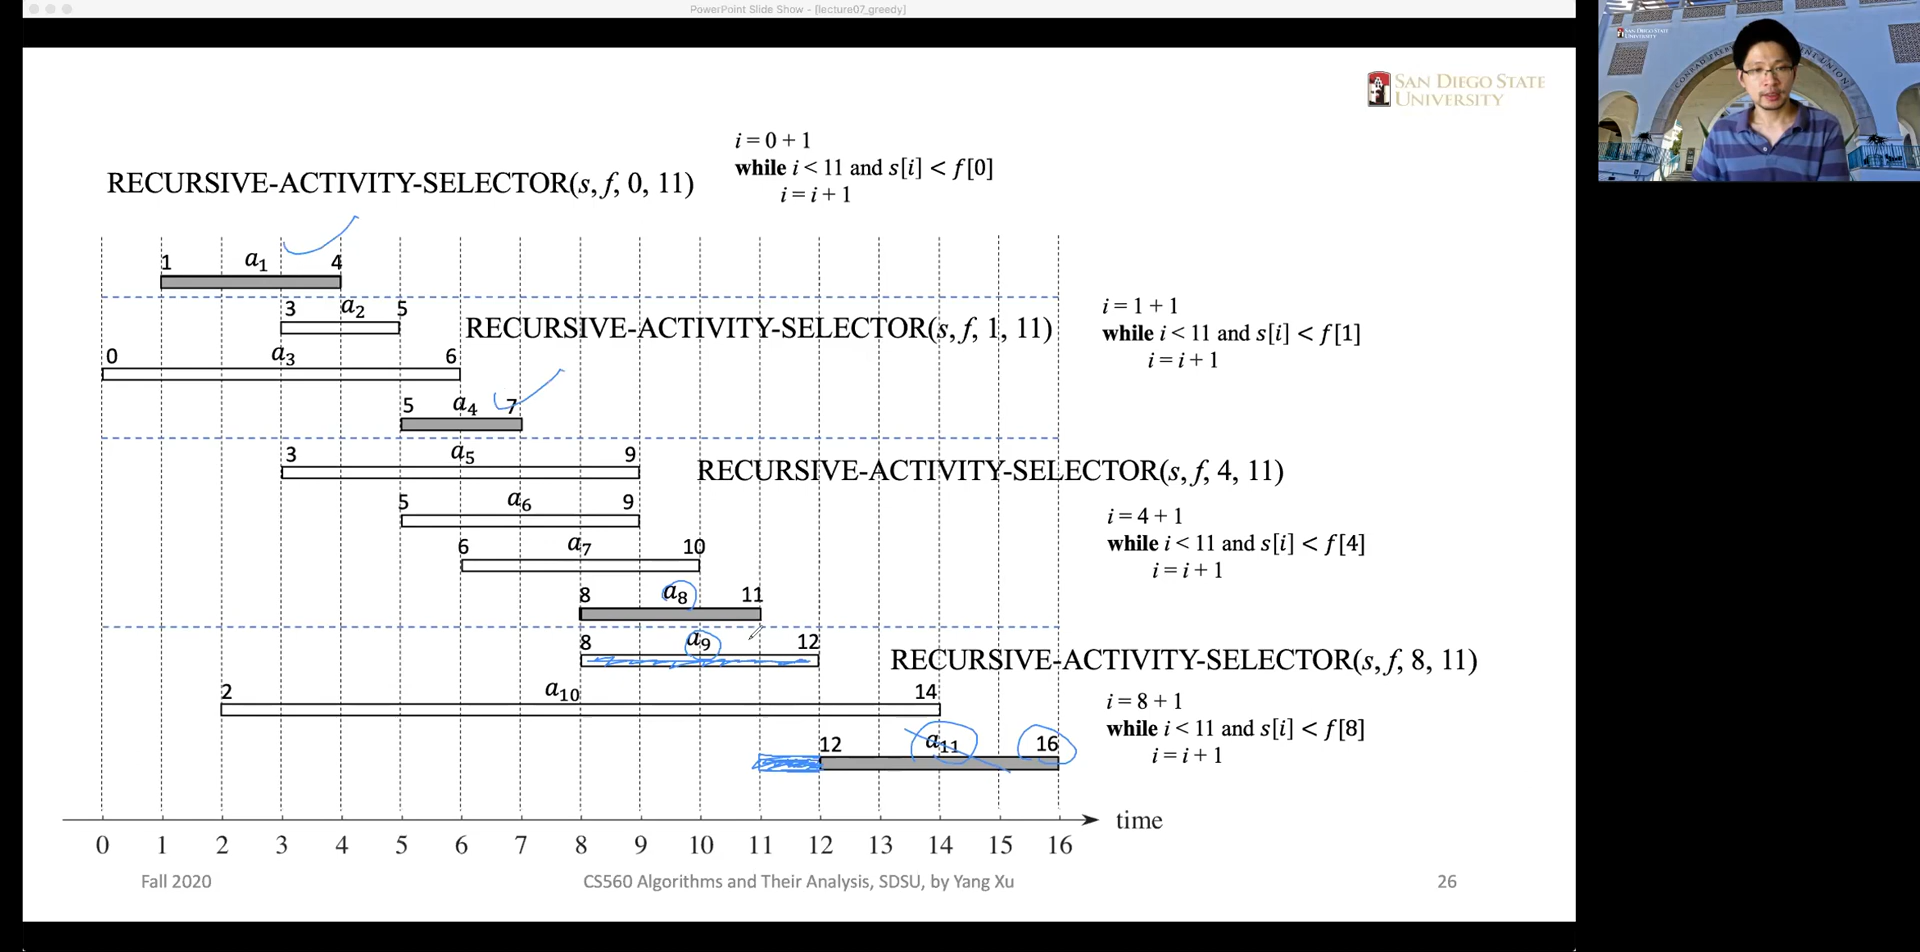 PowerPoint Slide Show - [lecture07_greedy]
SAN DIEGO STATE
UNIVERSITY
SAN DIEGO STATE
UNIVERSITY
i = 0 + 1
while i < 11 and s[i] < f[0]
i = i + 1
RECURSIVE-ACTIVITY-SELECTOR(s, f, 0, 11)
1 a₁ 4
3 a₂ 5
RECURSIVE-ACTIVITY-SELECTOR(s, f, 1, 11)
i = 1 + 1
while i < 11 and s[i] < f[1]
i = i + 1
0 a₃ 6
5 a₄ 7
3 a₅ 9
RECURSIVE-ACTIVITY-SELECTOR(s, f, 4, 11)
5 a₆ 9
i = 4 + 1
while i < 11 and s[i] < f[4]
i = i + 1
6 a₇ 10
8 a₈ 11
8 a₉ 12
RECURSIVE-ACTIVITY-SELECTOR(s, f, 8, 11)
2 a₁₀ 14
i = 8 + 1
while i < 11 and s[i] < f[8]
i = i + 1
12 a₁₁ 16
time
0 1 2 3 4 5 6 7 8 9 10 11 12 13 14 15 16
Fall 2020
CS560 Algorithms and Their Analysis, SDSU, by Yang Xu
26